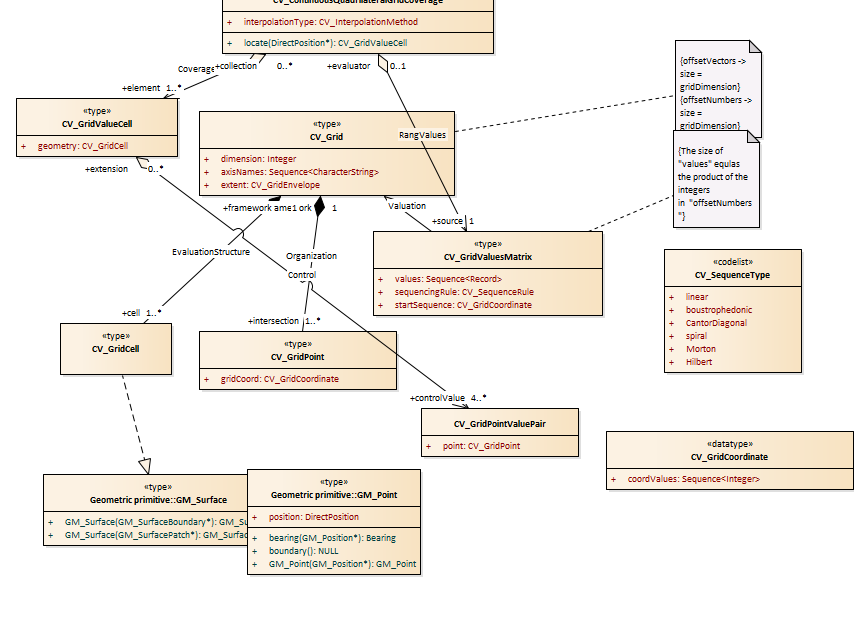 CV_ContinuousQuadrilateralGridCoverage
+ interpolationType: CV_InterpolationMethod
+ locate(DirectPosition*): CV_GridValueCell
Coverage
+collection
0..*
+evaluator
0..1
+element 1..*
«type»
CV_GridValueCell
+ geometry: CV_GridCell
+extension
0..*
«type»
CV_Grid
+ dimension: Integer
+ axisNames: Sequence<CharacterString>
+ extent: CV_GridEnvelope
RangValues
{offsetVectors ->
size =
gridDimension}
{offsetNumbers ->
size =
gridDimension}
{The size of
"values" equlas
the product of the
integers
in "offsetNumbers
"}
+framework
1
1
Valuation
+source 1
EvaluationStructure
Organization
Control
«type»
CV_GridValuesMatrix
+ values: Sequence<Record>
+ sequencingRule: CV_SequenceRule
+ startSequence: CV_GridCoordinate
«codelist»
CV_SequenceType
+ linear
+ boustrophedonic
+ CantorDiagonal
+ spiral
+ Morton
+ Hilbert
+cell 1..*
+intersection 1..*
«type»
CV_GridCell
«type»
CV_GridPoint
+ gridCoord: CV_GridCoordinate
+controlValue 4..*
CV_GridPointValuePair
+ point: CV_GridPoint
«datatype»
CV_GridCoordinate
+ coordValues: Sequence<Integer>
«type»
Geometric primitive::GM_Surface
+ GM_Surface(GM_SurfaceBoundary*): GM_Su
+ GM_Surface(GM_SurfacePatch*): GM_Surfac
«type»
Geometric primitive::GM_Point
+ position: DirectPosition
+ bearing(GM_Position*): Bearing
+ boundary(): NULL
+ GM_Point(GM_Position*): GM_Point